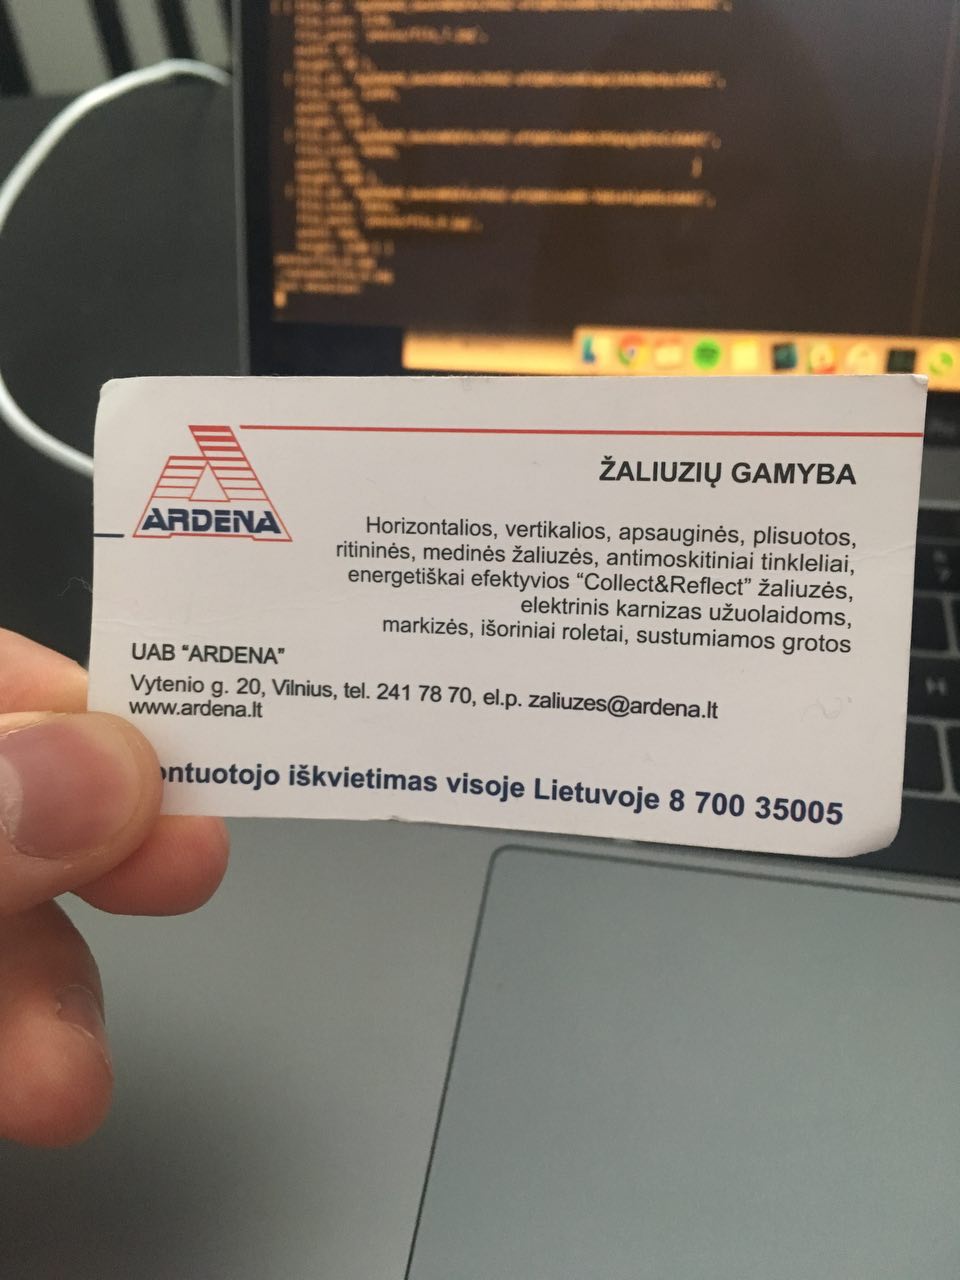 ARDENA
ŽALIUZIŲ GAMYBA
Horizontalios, vertikalios, apsauginės, plisuotos,
ritininės, medinės žaliuzės, antimoskitiniai tinkleliai,
energetiškai efektyvios “Collect&Reflect” žaliuzės,
elektrinis karnizas užuolaidoms,
markizės, išoriniai roletai, sustumiamos grotos
UAB “ARDENA”
Vytenio g. 20, Vilnius, tel. 241 78 70, el.p. zaliuzes@ardena.lt
www.ardena.lt
ontuotojo iškvietimas visoje Lietuvoje 8 700 35005